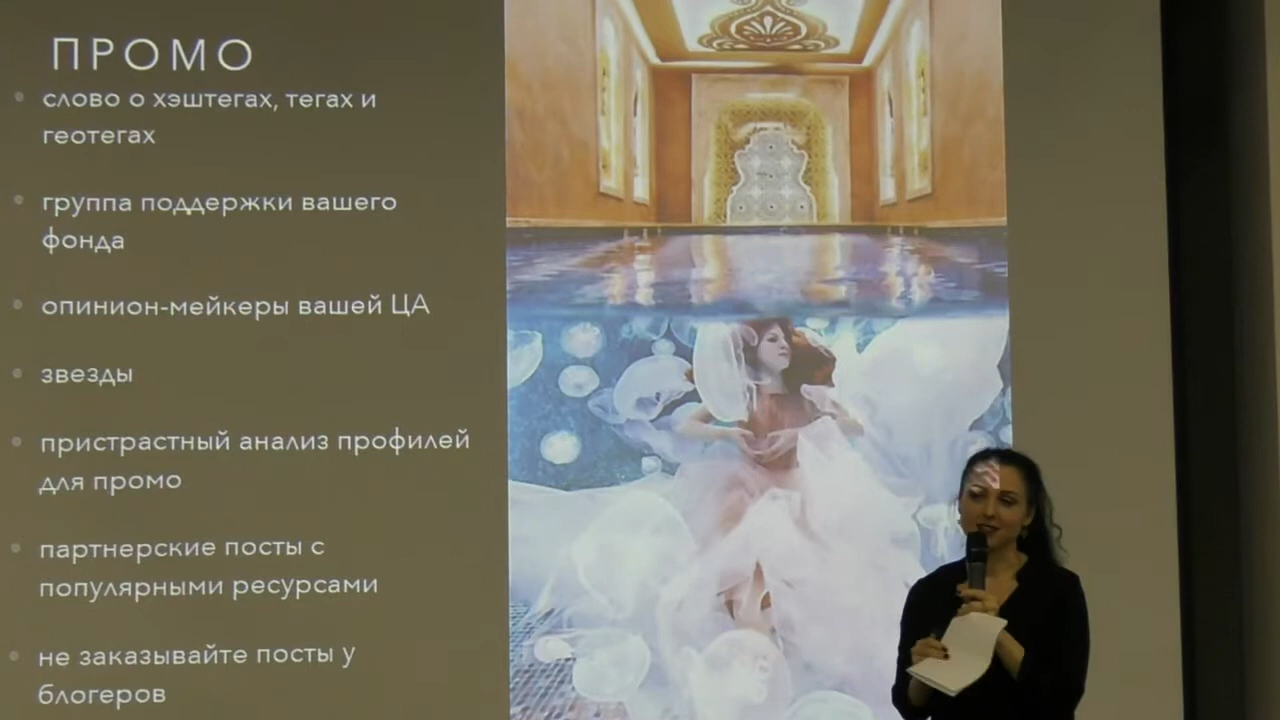 ПРОМО
слово о хэштегах, тегах и
геотегах
группа поддержки вашего
фонда
опинион-мейкеры вашей ЦА
звезды
пристрастный анализ профилей
для промо
партнерские посты с
популярными ресурсами
не заказывайте посты у
блогеров